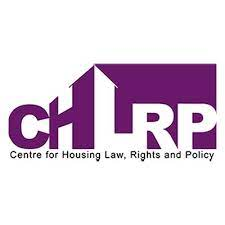 CHLRP
Centre for Housing Law, Rights and Policy